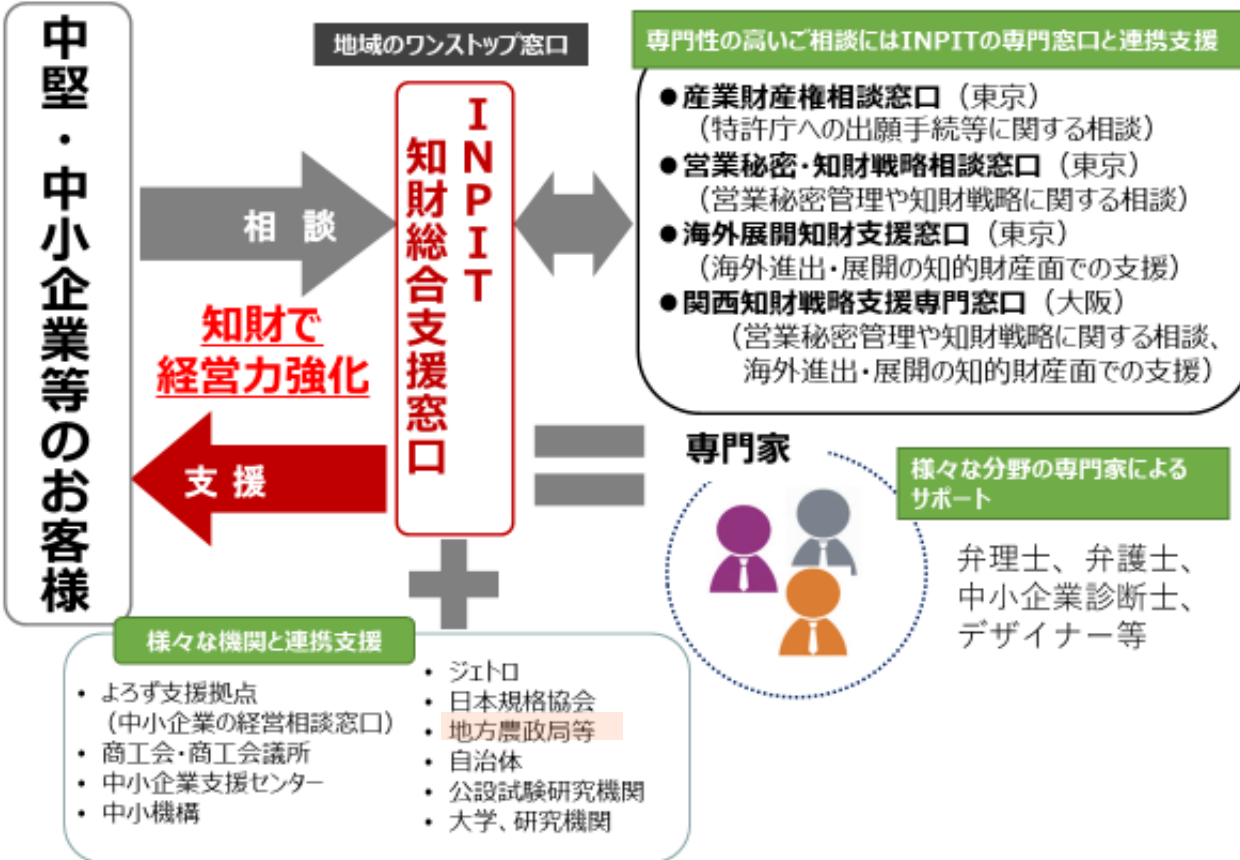 中堅・中小企業等のお客様
地域のワンストップ窓口
相 談
知財で
経営力強化
支 援
INPIT
知財総合支援窓口
専門性の高いご相談にはINPITの専門窓口と連携支援
●産業財産権相談窓口（東京）
（特許庁への出願手続等に関する相談）
●営業秘密・知財戦略相談窓口（東京）
（営業秘密管理や知財戦略に関する相談）
●海外展開知財支援窓口（東京）
（海外進出・展開の知的財産面での支援）
●関西知財戦略支援専門窓口（大阪）
（営業秘密管理や知財戦略に関する相談、
海外進出・展開の知的財産面での支援）
専門家
様々な分野の専門家による
サポート
弁理士、弁護士、
中小企業診断士、
デザイナー等
様々な機関と連携支援
• よろず支援拠点
（中小企業の経営相談窓口）
• 商工会・商工会議所
• 中小企業支援センター
• 中小機構
• ジェトロ
• 日本規格協会
• 地方農政局等
• 自治体
• 公設試験研究機関
• 大学、研究機関